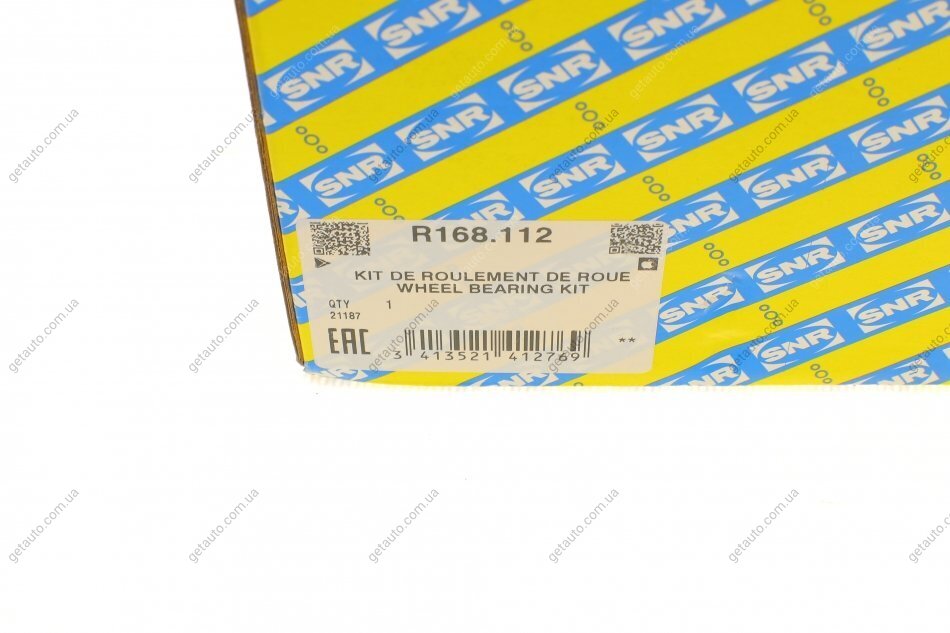 SNR
R168.112
KIT DE ROULEMENT DE ROUE
WHEEL BEARING KIT
QTY 1
21187
EAC
**
3 413521 412769
getauto.com.ua